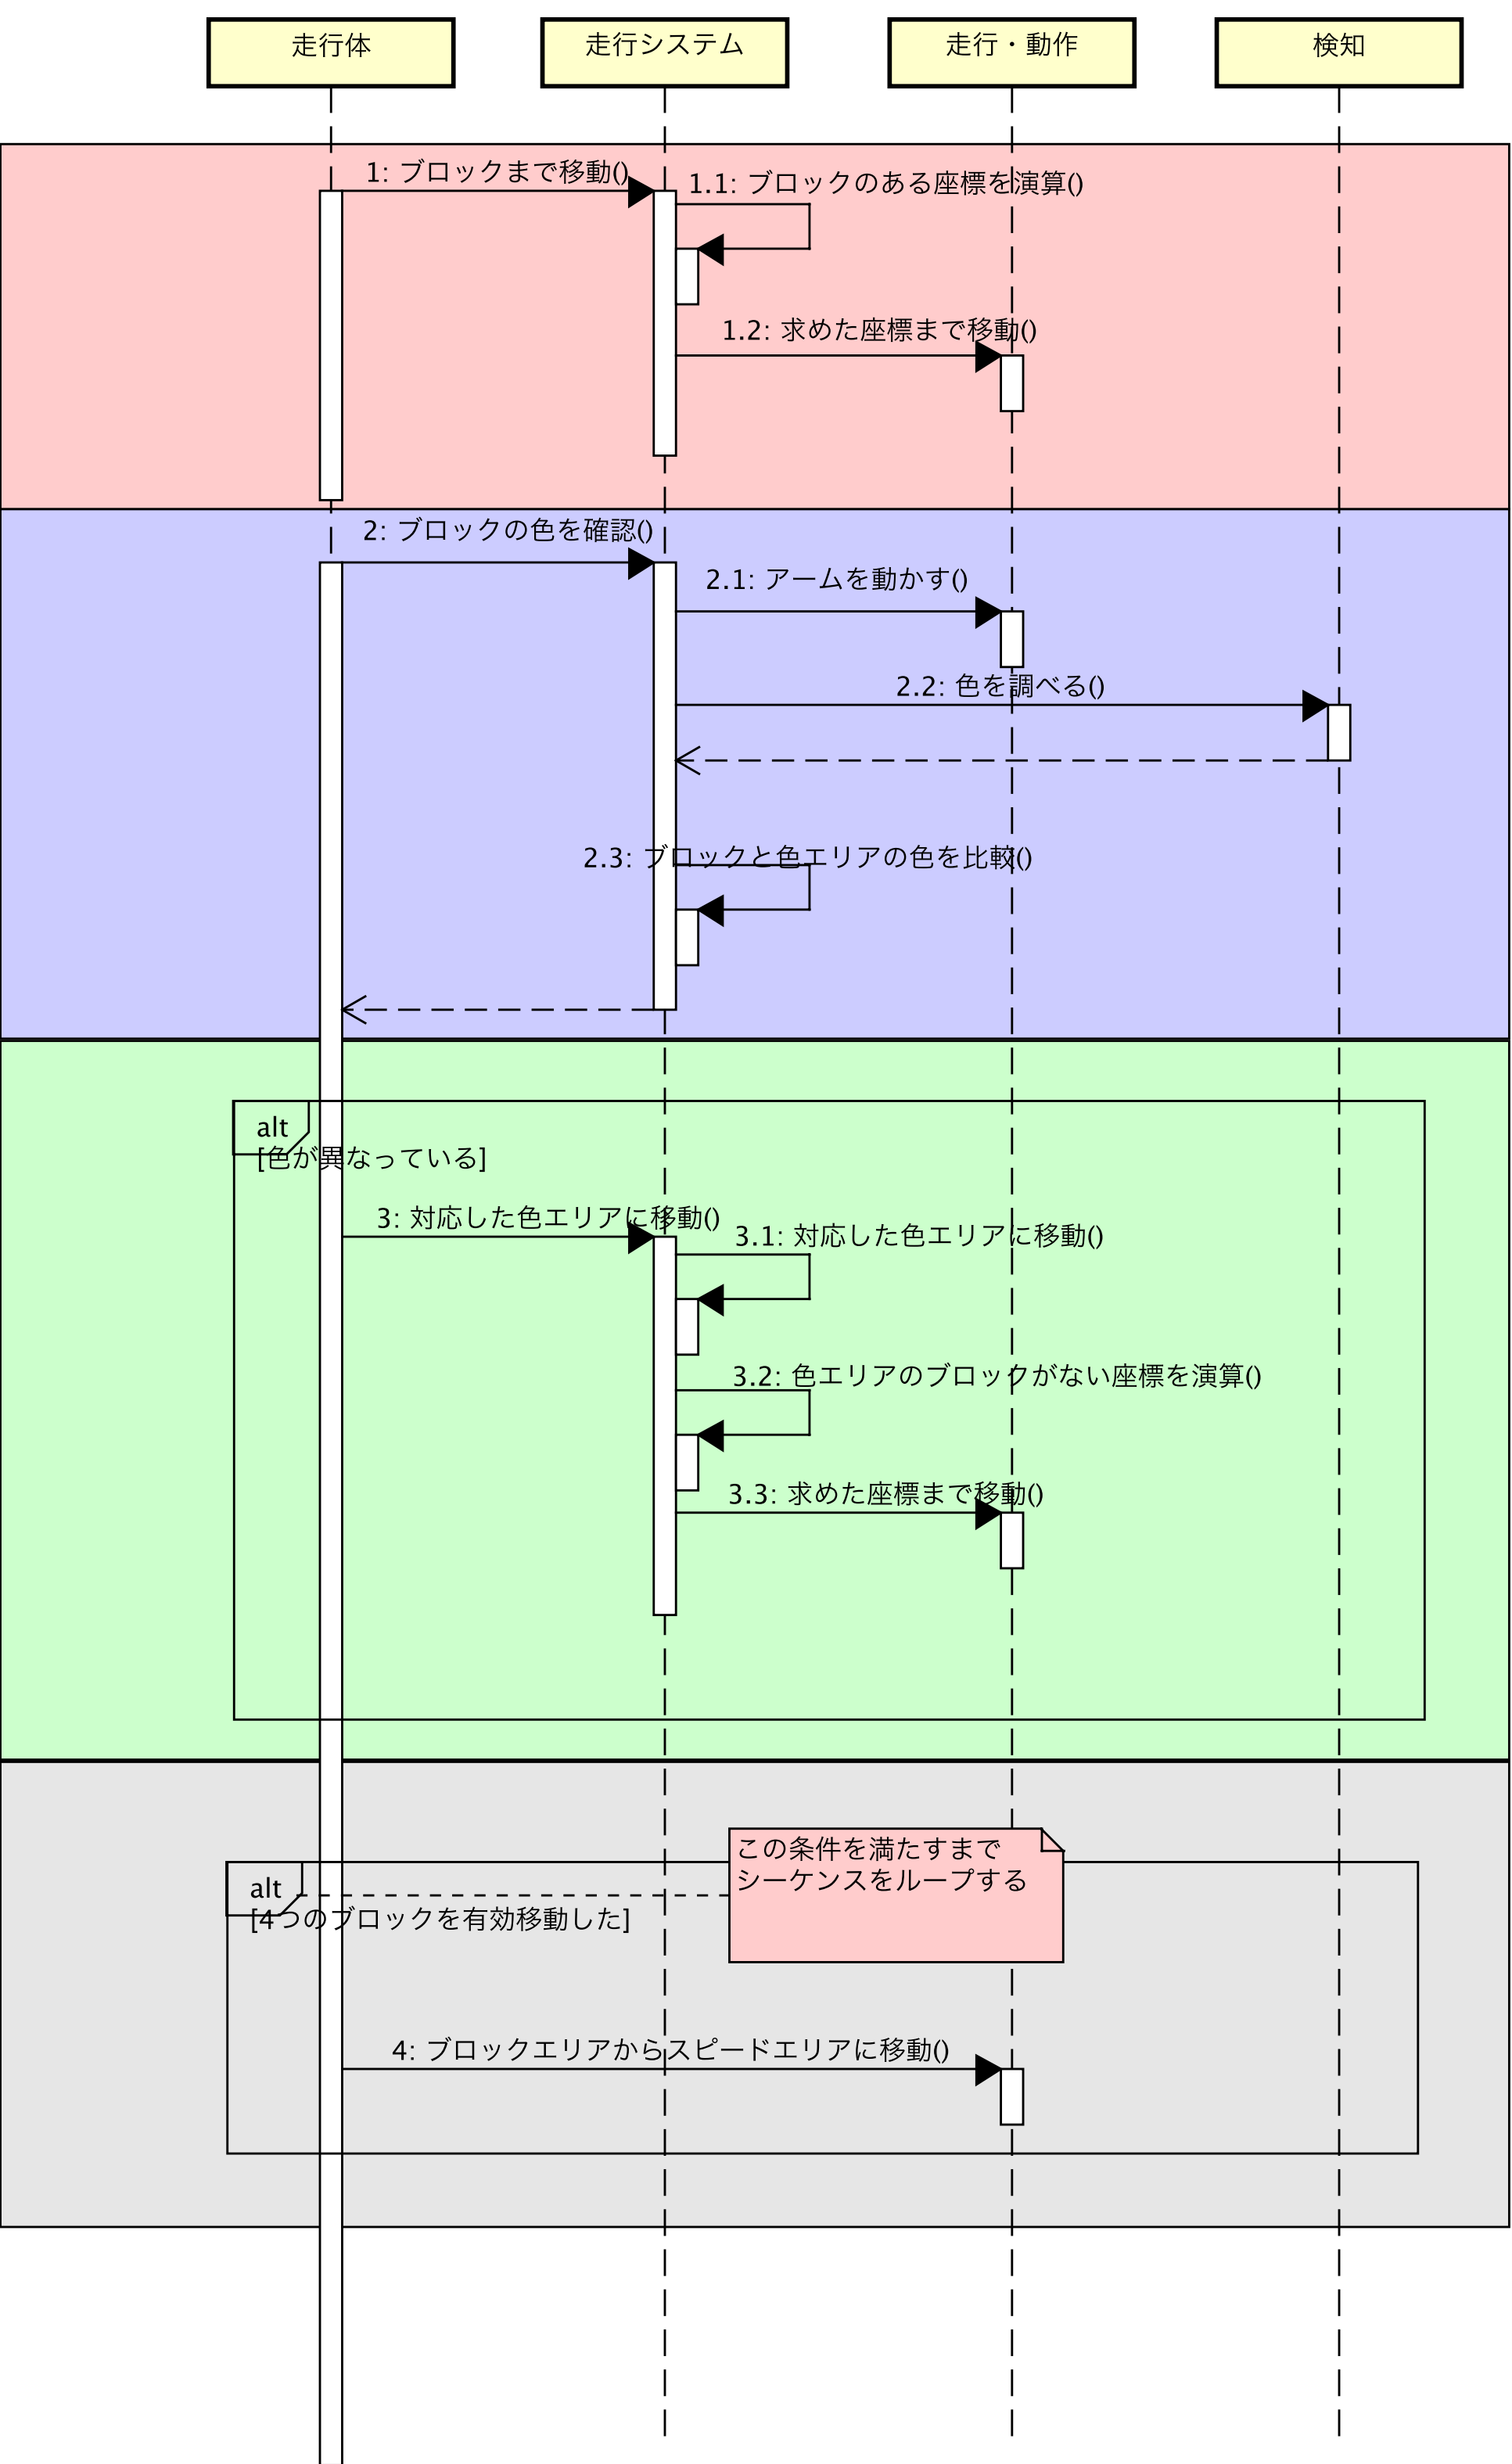 走行体
走行システム
走行・動作
検知
1: ブロックまで移動()
1.1: ブロックのある座標を演算()
1.2: 求めた座標まで移動()
2: ブロックの色を確認()
2.1: アームを動かす()
2.2: 色を調べる()
2.3: ブロックと色エリアの色を比較()
alt
[色が異なっている]
3: 対応した色エリアに移動()
3.1: 対応した色エリアに移動()
3.2: 色エリアのブロックがない座標を演算()
3.3: 求めた座標まで移動()
この条件を満たすまで
シーケンスをループする
alt
[4つのブロックを有効移動した]
4: ブロックエリアからスピードエリアに移動()